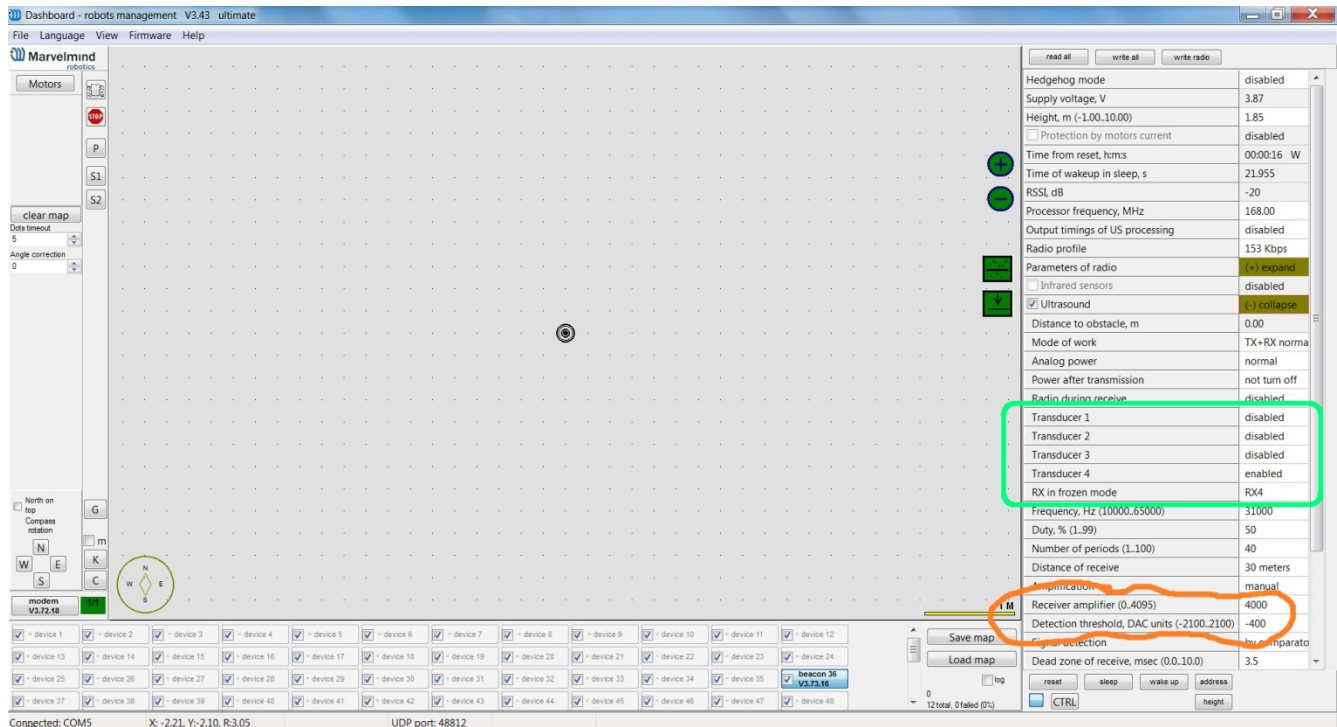 Dashboard - robots management V3.43 ultimate
File Language View Firmware Help
Marvelmind
robotics
Motors
STOP
P
S1
S2
clear map
Dots timeout
5
Angle correction
0
North on
top
Compass
rotation
N
W E
S
G
m
K
C
modem
V3.72.18
1/1
N
W E
S
1 M
read all write all write radio
Hedgehog mode disabled
Supply voltage, V 3.87
Height, m (-1.00..10.00) 1.85
Protection by motors current disabled
Time from reset, h:m:s 00:00:16 W
Time of wakeup in sleep, s 21.955
RSSI, dB -20
Processor frequency, MHz 168.00
Output timings of US processing disabled
Radio profile 153 Kbps
Parameters of radio (+) expand
Infrared sensors disabled
Ultrasound (-) collapse
Distance to obstacle, m 0.00
Mode of work TX+RX norma
Analog power normal
Power after transmission not turn off
Radio during receive disabled
Transducer 1 disabled
Transducer 2 disabled
Transducer 3 disabled
Transducer 4 enabled
RX in frozen mode RX4
Frequency, Hz (10000..65000) 31000
Duty, % (1..99) 50
Number of periods (1..100) 40
Distance of receive 30 meters
Amplification manual
Receiver amplifier (0..4095) 4000
Detection threshold, DAC units (-2100..2100) -400
Signal detection by comparato
Dead zone of receive, msec (0.0..10.0) 3.5
reset sleep wake up address
CTRL height
- device 1 - device 2 - device 3 - device 4 - device 5 - device 6 - device 7 - device 8 - device 9 - device 10 - device 11 - device 12
- device 13 - device 14 - device 15 - device 16 - device 17 - device 18 - device 19 - device 20 - device 21 - device 22 - device 23 - device 24
- device 25 - device 26 - device 27 - device 28 - device 29 - device 30 - device 31 - device 32 - device 33 - device 34 - device 35 beacon 36
V3.73.16
- device 37 - device 38 - device 39 - device 40 - device 41 - device 42 - device 43 - device 44 - device 45 - device 46 - device 47 - device 48
Save map
Load map
log
0
12 total, 0 failed (0%)
Connected: COM5 X: -2.21, Y:-2.10, R:3.05 UDP port: 48812